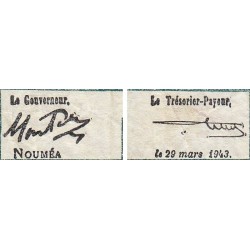 Le Gouverneur,
Le Trésorier-Payeur,
NOUMÉA
le 29 mars 1943.